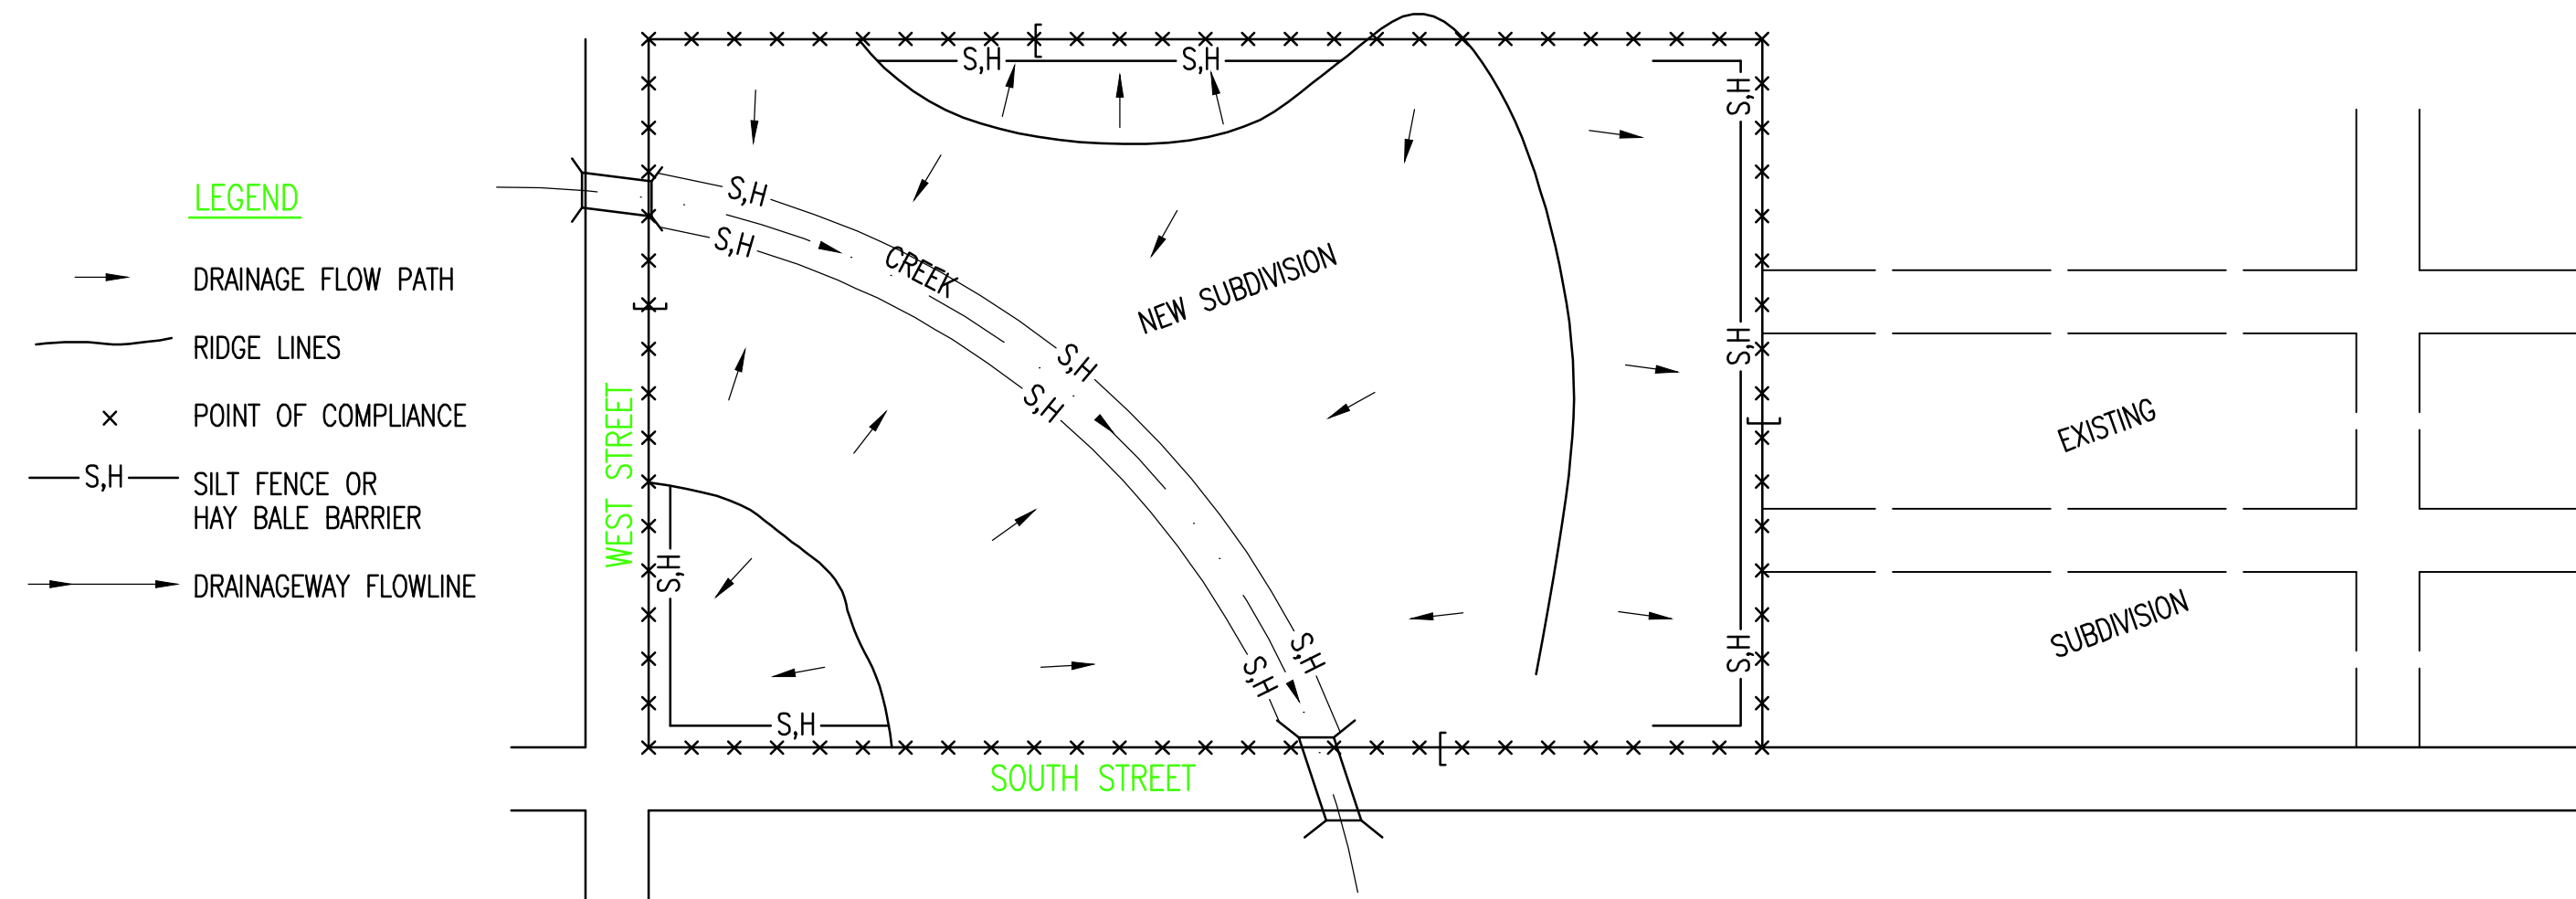 LEGEND
DRAINAGE FLOW PATH
RIDGE LINES
POINT OF COMPLIANCE
S,H
SILT FENCE OR
HAY BALE BARRIER
DRAINAGEWAY FLOWLINE
S,H
S,H
S,H
S,H
S,H
CREEK
NEW SUBDIVISION
S,H
S,H
S,H
WEST STREET
S,H
S,H
S,H
S,H
S,H
SOUTH STREET
EXISTING
SUBDIVISION